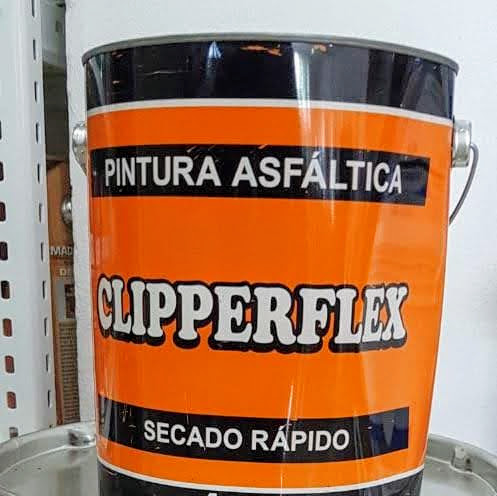 PINTURA ASFÁLTICA
CLIPPERFLEX
SECADO RÁPIDO